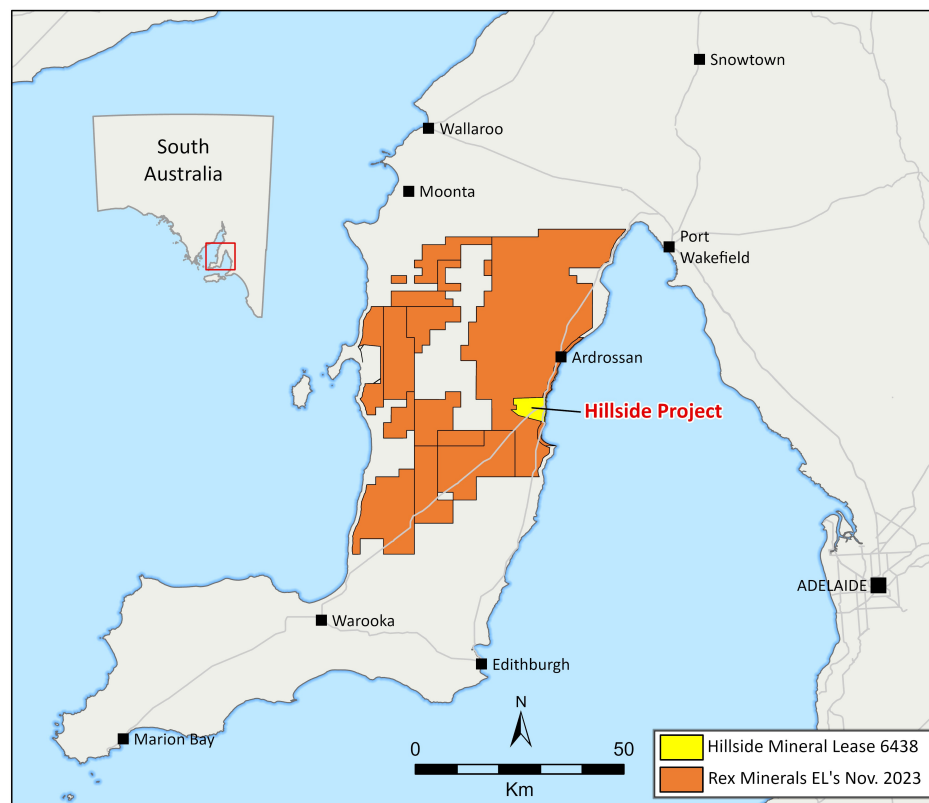 Snowtown
Wallaroo
South
Australia
Moonta
Port
Wakefield
Ardrossan
Hillside Project
ADELAIDE
Warooka
Edithburgh
Marion Bay
N
0 50
Km
Hillside Mineral Lease 6438
Rex Minerals EL's Nov. 2023